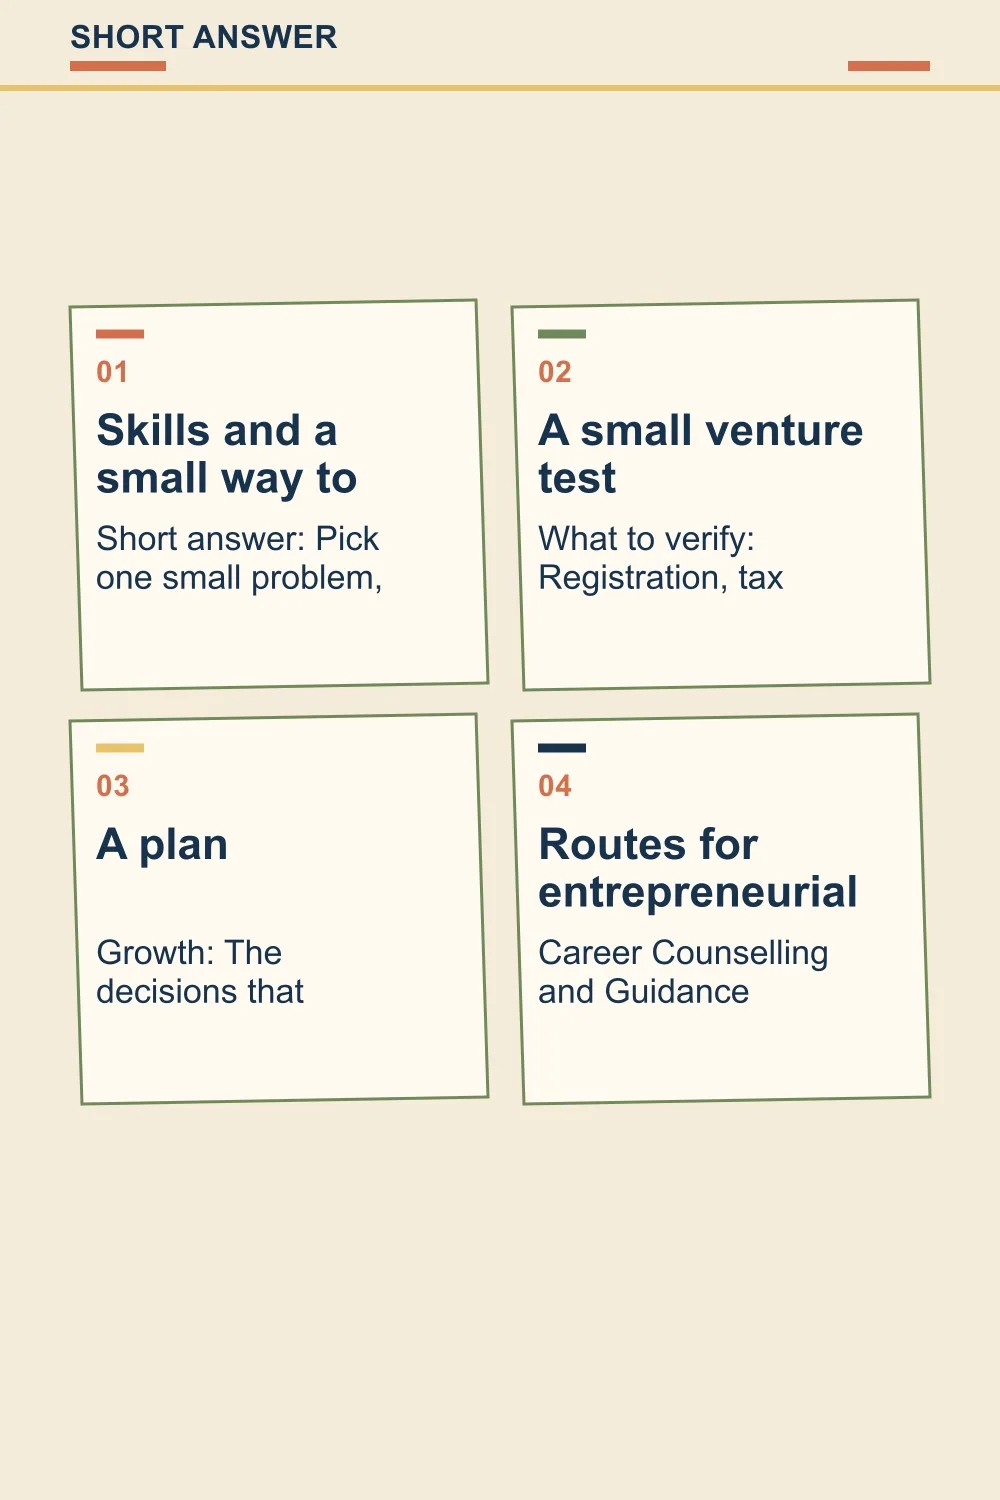 SHORT ANSWER
01
Skills and a
small way to
Short answer: Pick
one small problem,
02
A small venture
test
What to verify:
Registration, tax
03
A plan
Growth: The
decisions that
04
Routes for
entrepreneurial
Career Counselling
and Guidance